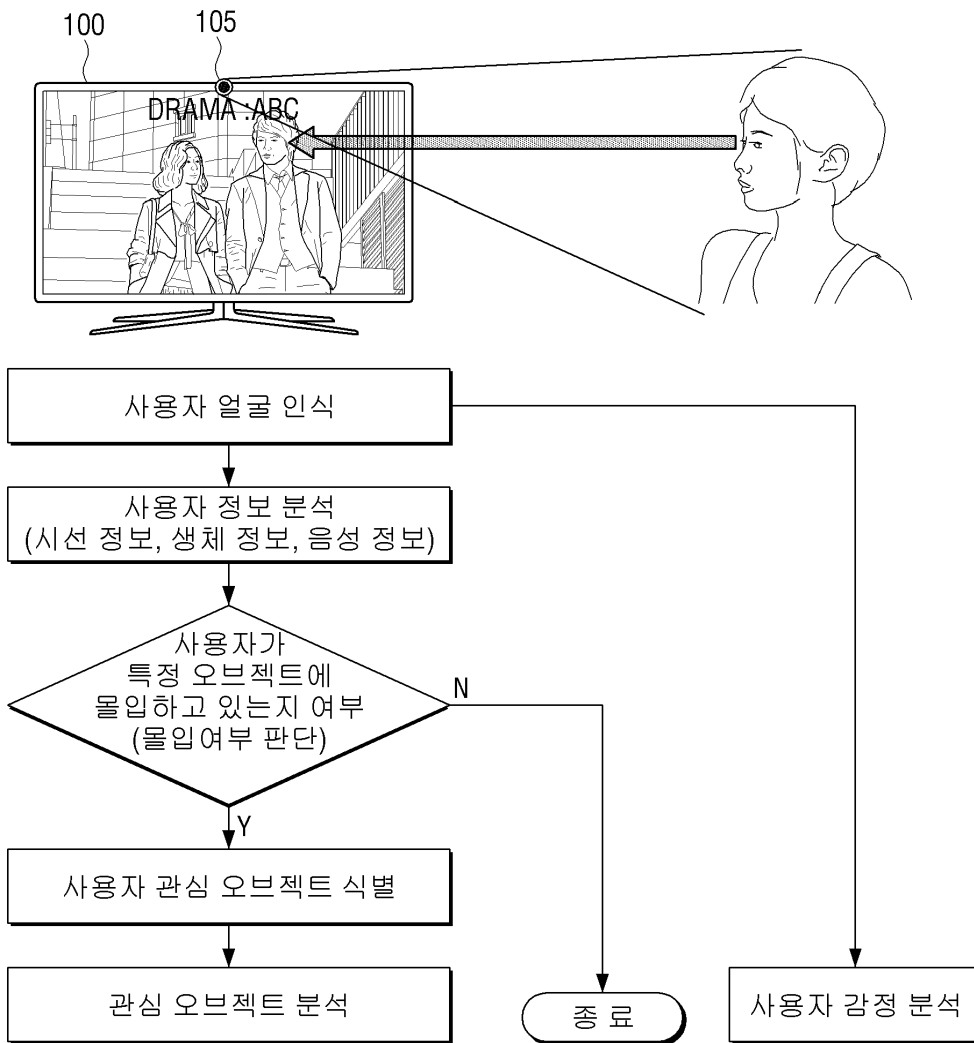 100
105
DRAMA :ABC
사용자 얼굴 인식
사용자 정보 분석
(시선 정보, 생체 정보, 음성 정보)
사용자가
특정 오브젝트에
몰입하고 있는지 여부
(몰입여부 판단)
N
Y
사용자 관심 오브젝트 식별
관심 오브젝트 분석
종 료
사용자 감정 분석